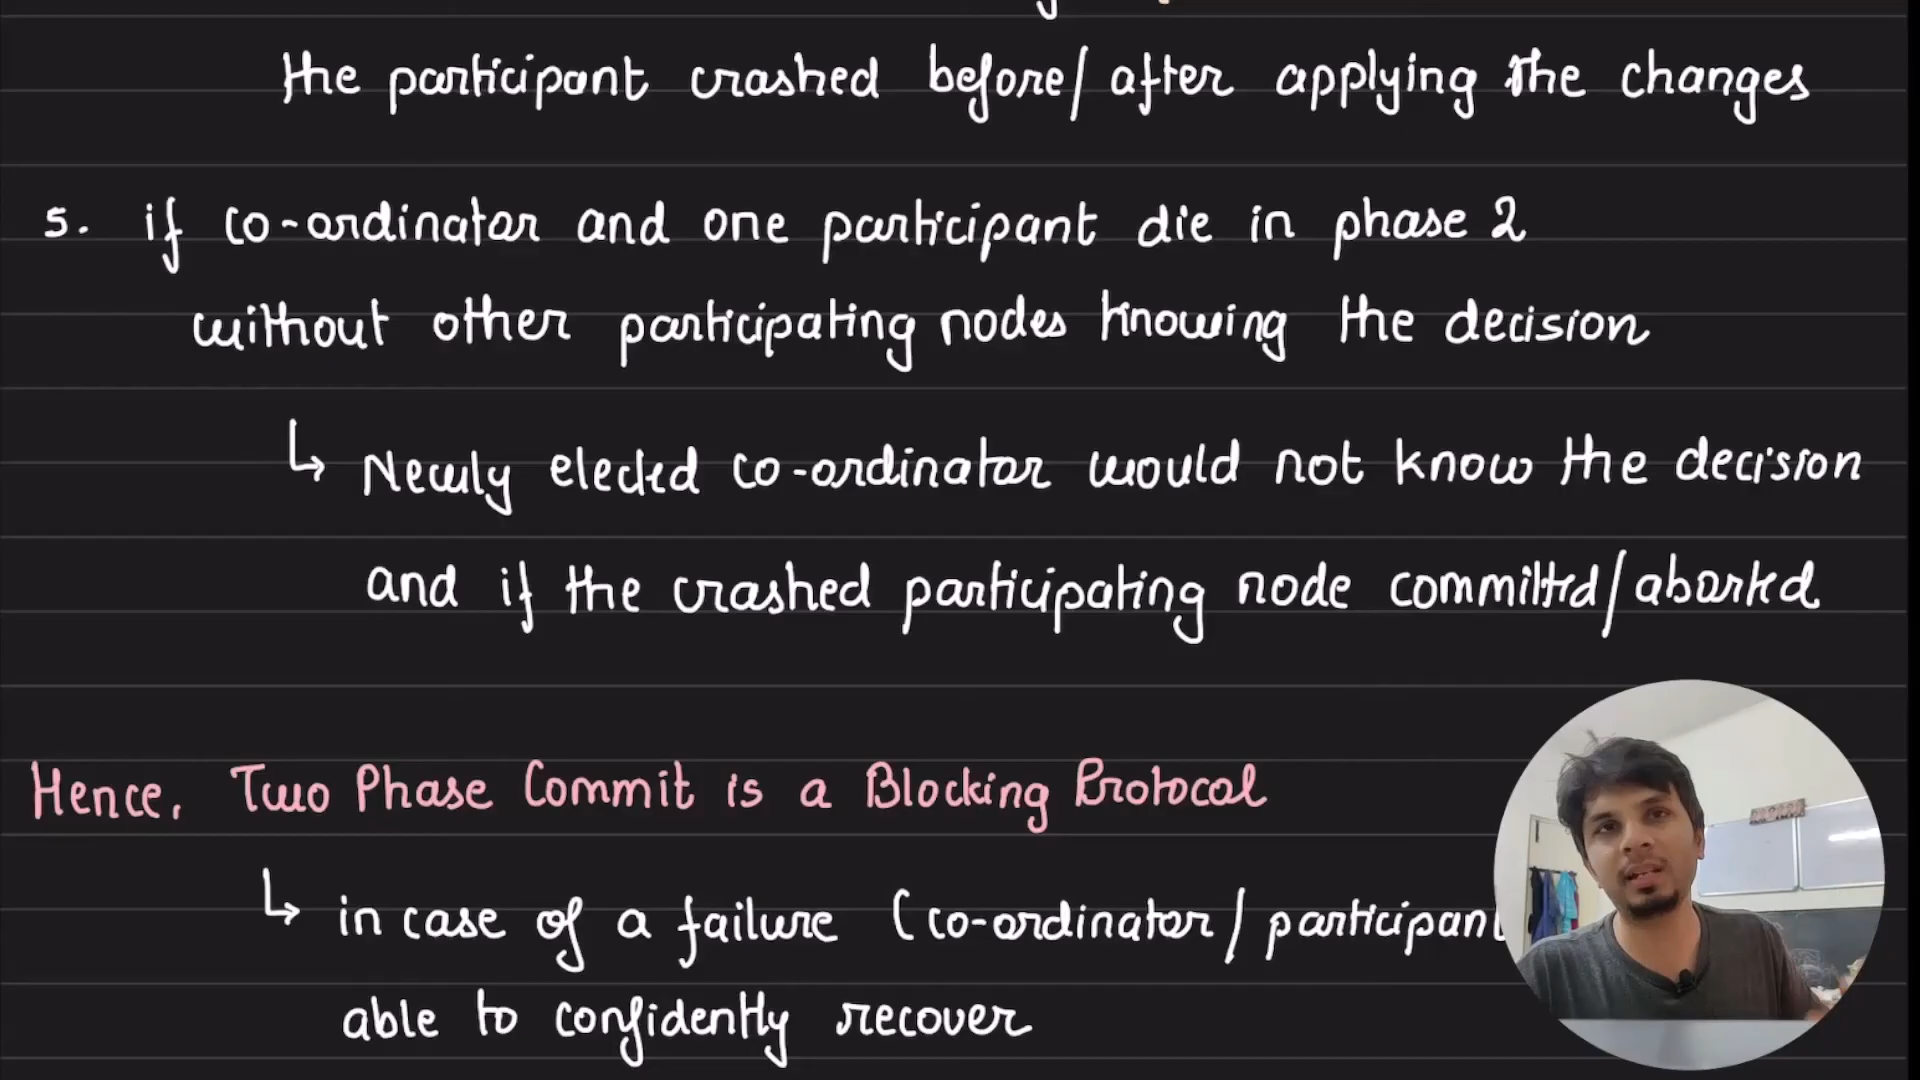 the participant crashed before/after applying the changes
5. if co-ordinator and one participant die in phase 2
without other participating nodes knowing the decision
↳ Newly elected co-ordinator would not know the decision
and if the crashed participating node committed/aborted
Hence, Two Phase Commit is a Blocking Protocol
↳ in case of a failure (co-ordinator/participant
able to confidently recover